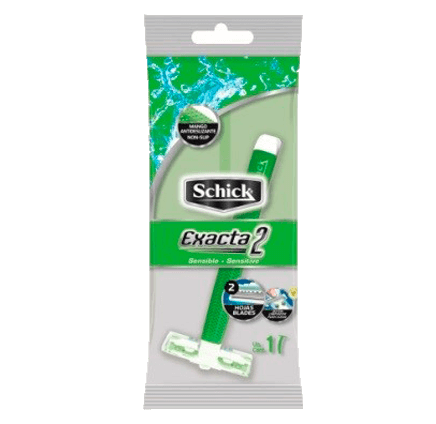 MANGO
ANTIDESLIZANTE
NON-SLIP
Schick
Exacta2
Sensible - Sensitive
2
HOJAS
BLADES
1